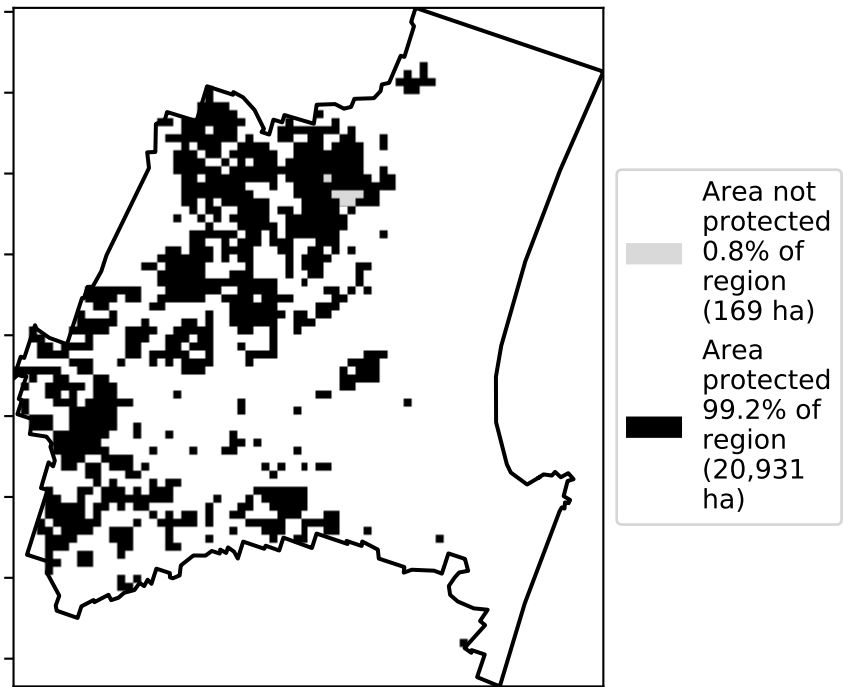 Area not
protected
0.8% of
region
(169 ha)
Area
protected
99.2% of
region
(20,931
ha)